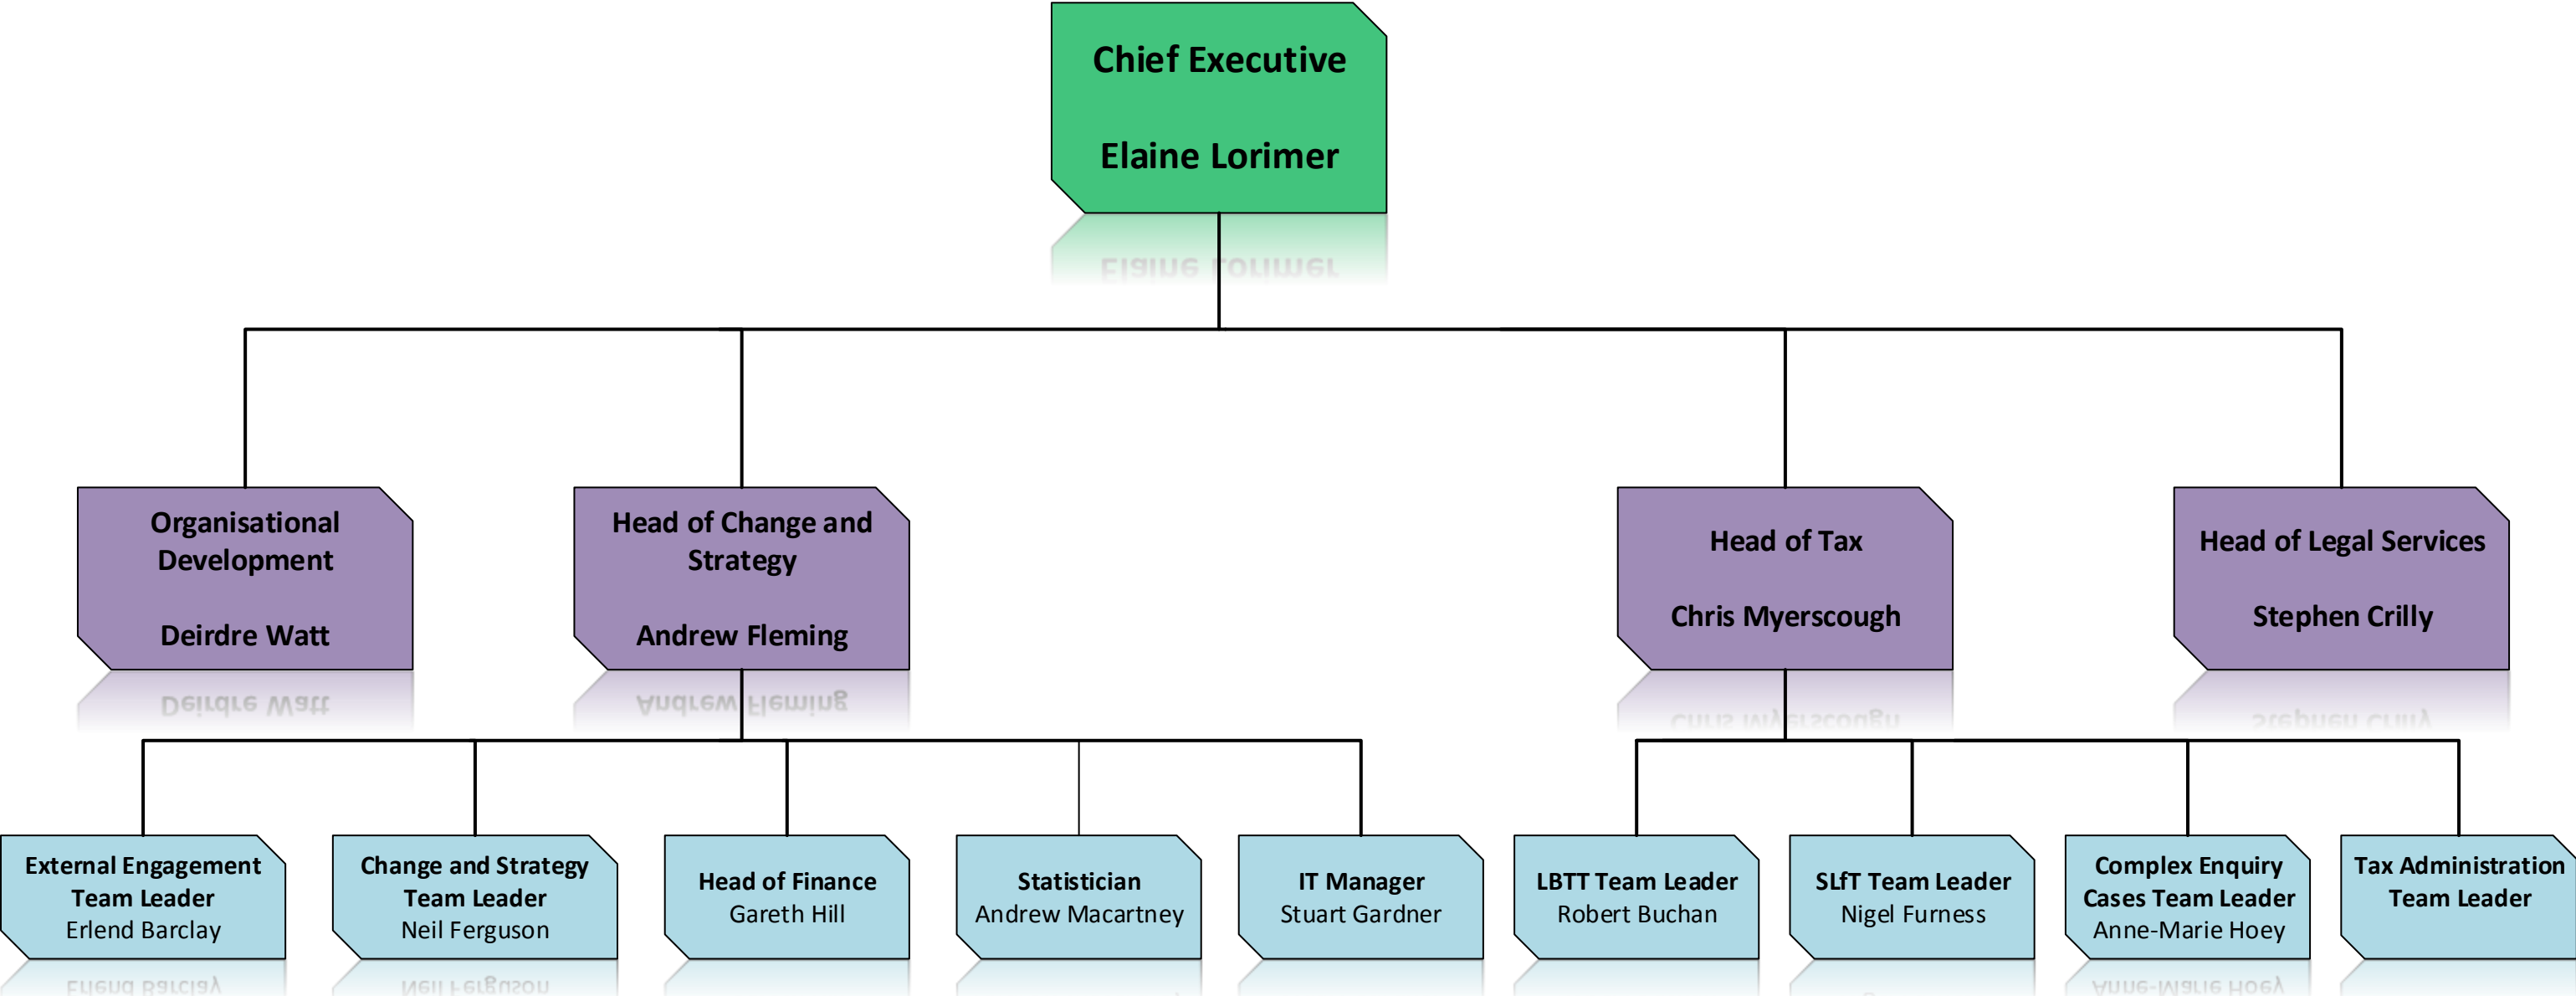 Chief Executive
Elaine Lorimer
Organisational
Development
Deirdre Watt
Head of Change and
Strategy
Andrew Fleming
Head of Tax
Chris Myerscough
Head of Legal Services
Stephen Crilly
External Engagement
Team Leader
Erlend Barclay
Change and Strategy
Team Leader
Neil Ferguson
Head of Finance
Gareth Hill
Statistician
Andrew Macartney
IT Manager
Stuart Gardner
LBTT Team Leader
Robert Buchan
SLfT Team Leader
Nigel Furness
Complex Enquiry
Cases Team Leader
Anne-Marie Hoey
Tax Administration
Team Leader